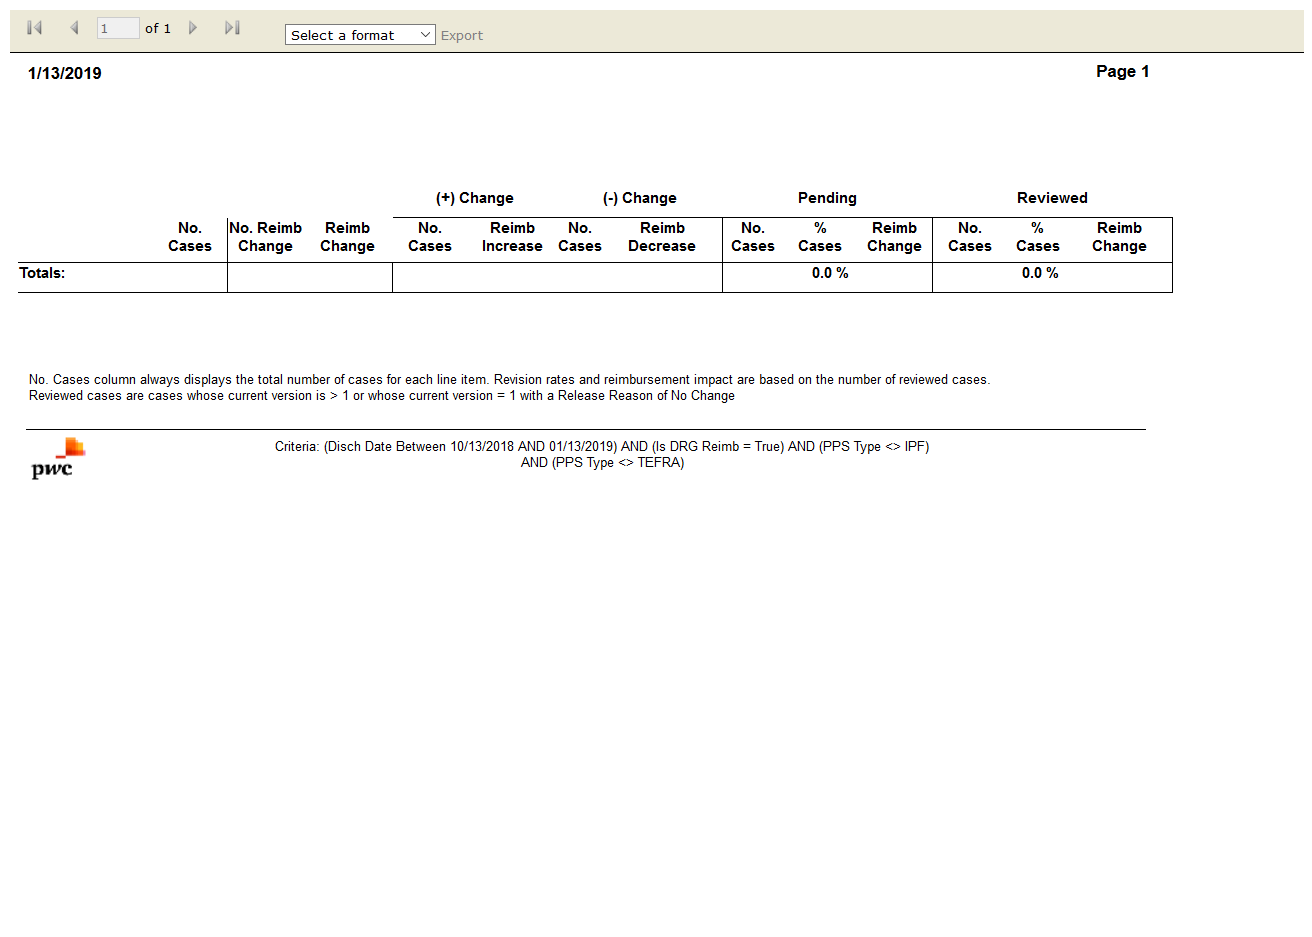 1 of 1 Select a format Export
1/13/2019 Page 1
(+) Change (-) Change Pending Reviewed
No. No. Reimb Reimb No. Reimb No. Reimb No. % Reimb No. % Reimb
Cases Change Change Cases Increase Cases Decrease Cases Cases Change Cases Cases Change
Totals: 0.0 % 0.0 %
No. Cases column always displays the total number of cases for each line item. Revision rates and reimbursement impact are based on the number of reviewed cases.
Reviewed cases are cases whose current version is > 1 or whose current version = 1 with a Release Reason of No Change
pwc
Criteria: (Disch Date Between 10/13/2018 AND 01/13/2019) AND (Is DRG Reimb = True) AND (PPS Type <> IPF)
AND (PPS Type <> TEFRA)